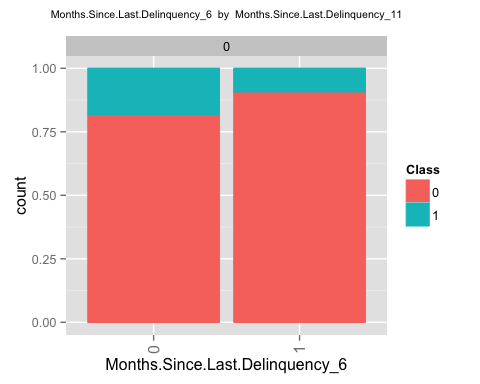 Months.Since.Last.Delinquency_6 by Months.Since.Last.Delinquency_11
0
1.00
0.75
0.50
0.25
0.00
count
0
1
Months.Since.Last.Delinquency_6
Class
0
1